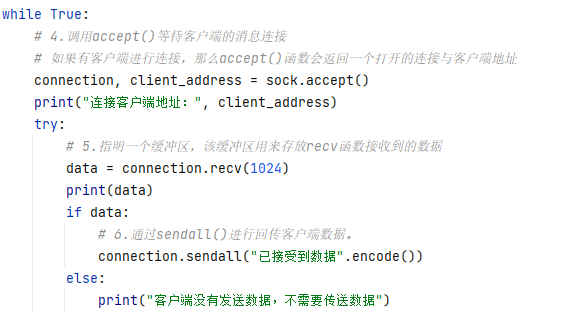 while True:
# 4.调用accept()等待客户端的消息连接
# 如果有客户端进行连接，那么accept()函数会返回一个打开的连接与客户端地址
connection, client_address = sock.accept()
print("连接客户端地址：", client_address)
try:
# 5.指明一个缓冲区，该缓冲区用来存放recv函数接收到的数据
data = connection.recv(1024)
print(data)
if data:
# 6.通过sendall()进行回传客户端数据。
connection.sendall("已接受到数据".encode())
else:
print("客户端没有发送数据，不需要传送数据")